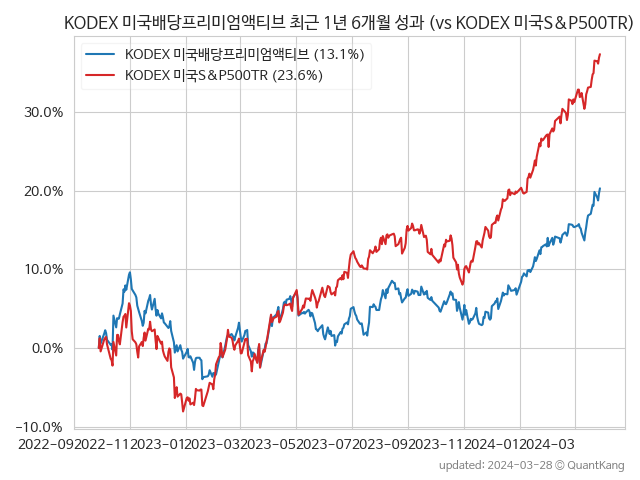 KODEX 미국배당프리미엄액티브 최근 1년 6개월 성과 (vs KODEX 미국S&P500TR)
KODEX 미국배당프리미엄액티브 (13.1%)
KODEX 미국S&P500TR (23.6%)
30.0%
20.0%
10.0%
0.0%
-10.0%
2022-09 2022-11 2023-01 2023-03 2023-05 2023-07 2023-09 2023-11 2024-01 2024-03
updated: 2024-03-28 © QuantKang